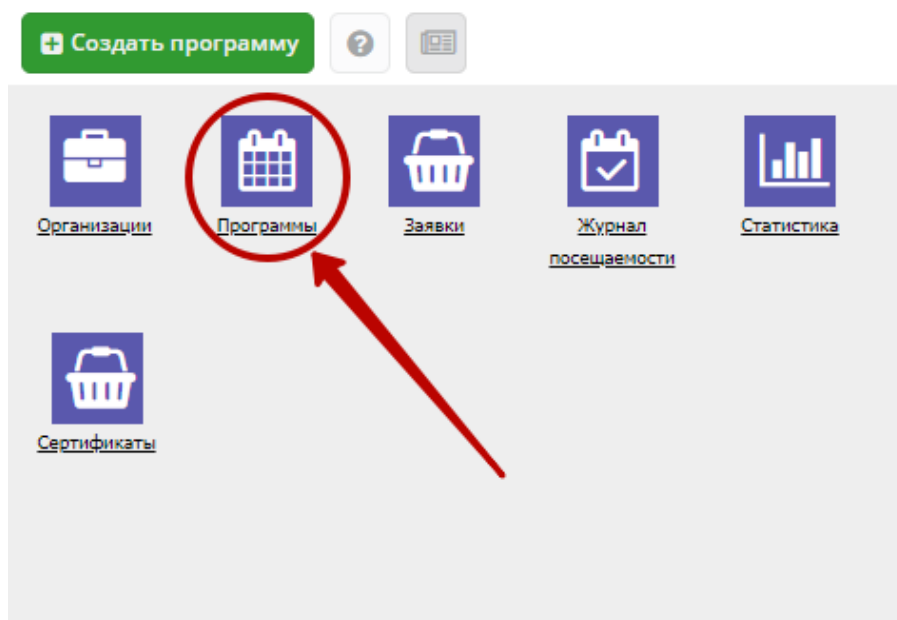 Создать программу
Организации
Программы
Заявки
Журнал
посещаемости
Статистика
Сертификаты